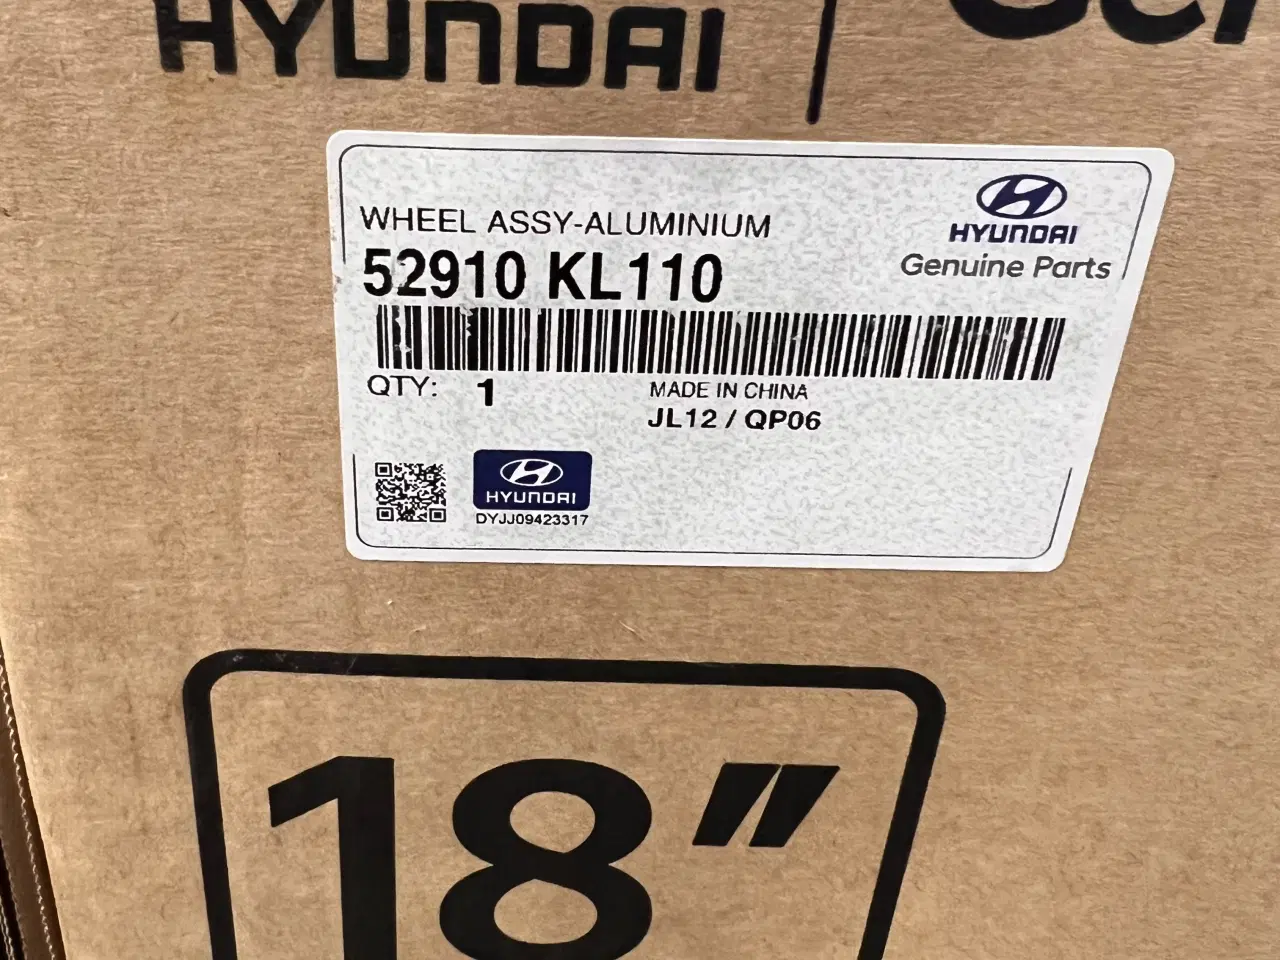 HYUNDAI
WHEEL ASSY-ALUMINIUM
52910 KL110
HYUNDAI
Genuine Parts
QTY: 1
MADE IN CHINA
JL12 / QP06
HYUNDAI
DYJJ09423317
18"